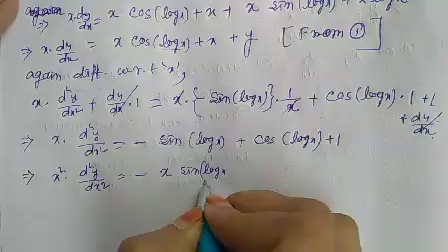 again x. dy/dx = x cos(logx) + x + x sin(logx)
⇒ x. dy/dx = x cos(logx) + x + y [From ①]
again diff. w.r.t 'x',
x. d²y/dx² + dy/dx . 1 = x. {- sin(logx)}. 1/x + cos(logx) . 1 + 1 + dy/dx
⇒ x. d²y/dx² = - sin(logx) + cos(logx) + 1
⇒ x². d²y/dx² = - x sin(logx